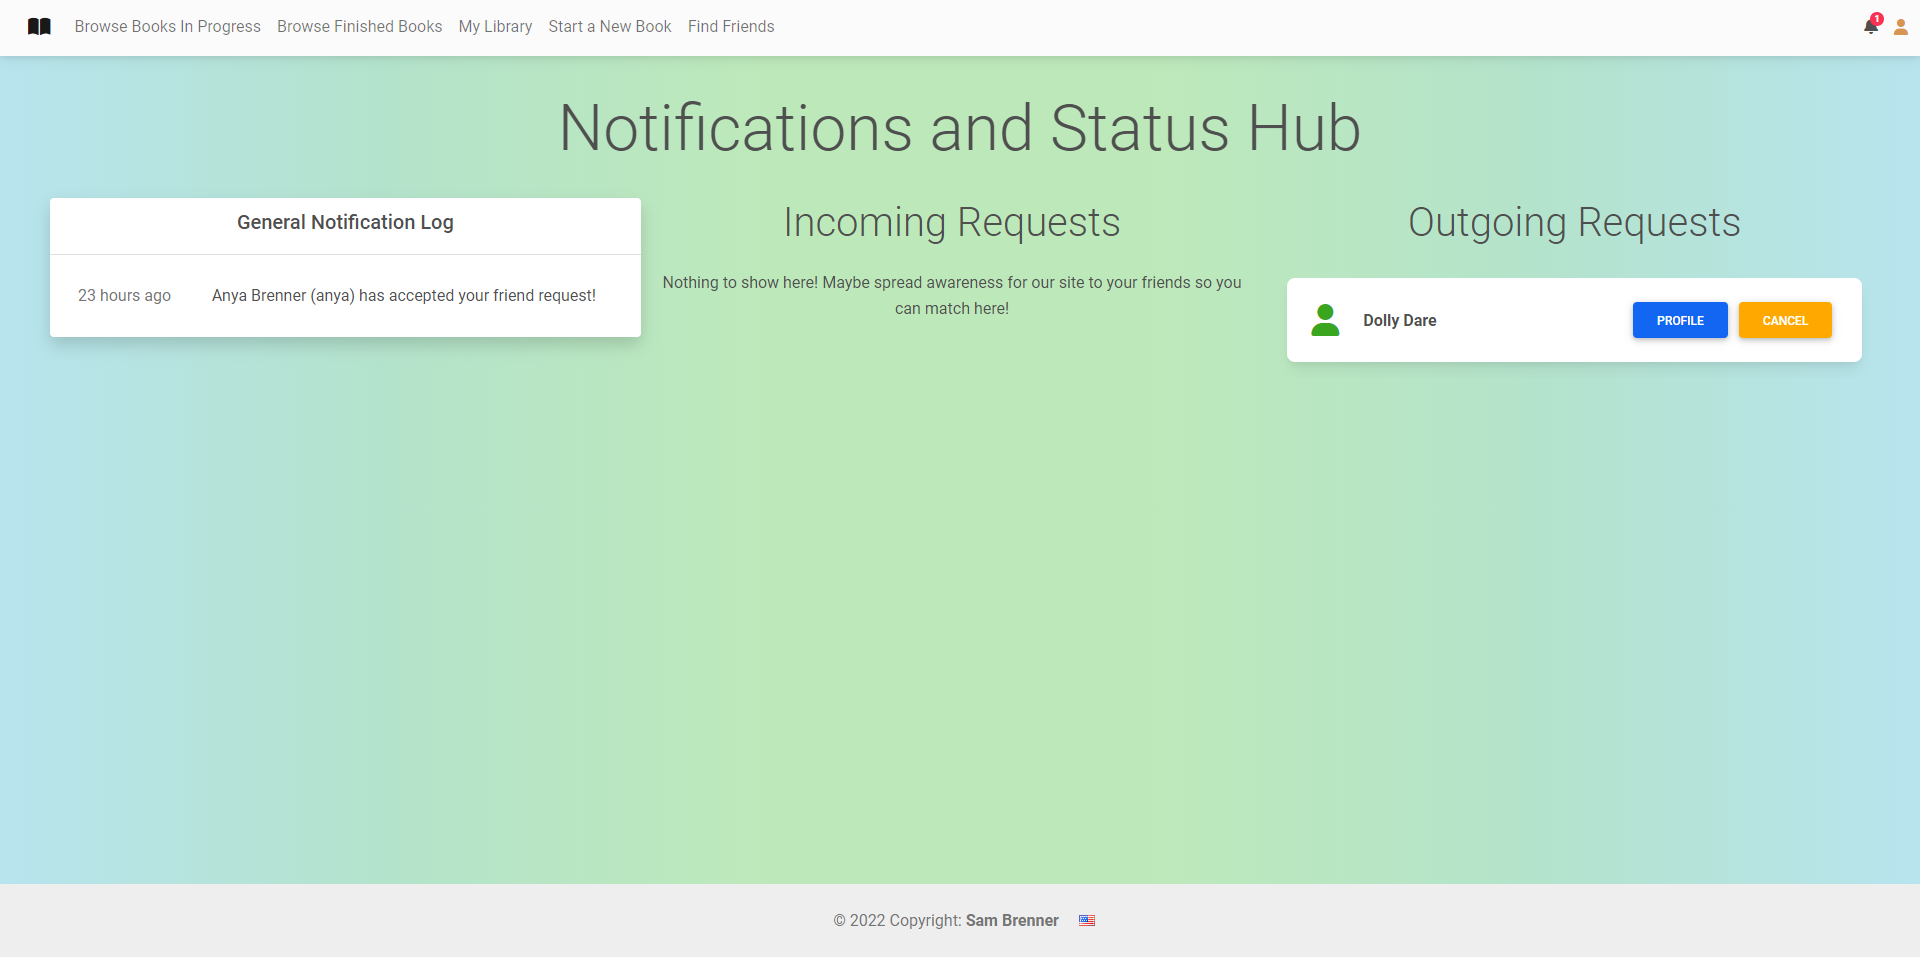 Browse Books In Progress Browse Finished Books My Library Start a New Book Find Friends 1
Notifications and Status Hub
General Notification Log
23 hours ago Anya Brenner (anya) has accepted your friend request!
Incoming Requests
Nothing to show here! Maybe spread awareness for our site to your friends so you
can match here!
Outgoing Requests
Dolly Dare PROFILE CANCEL
© 2022 Copyright: Sam Brenner